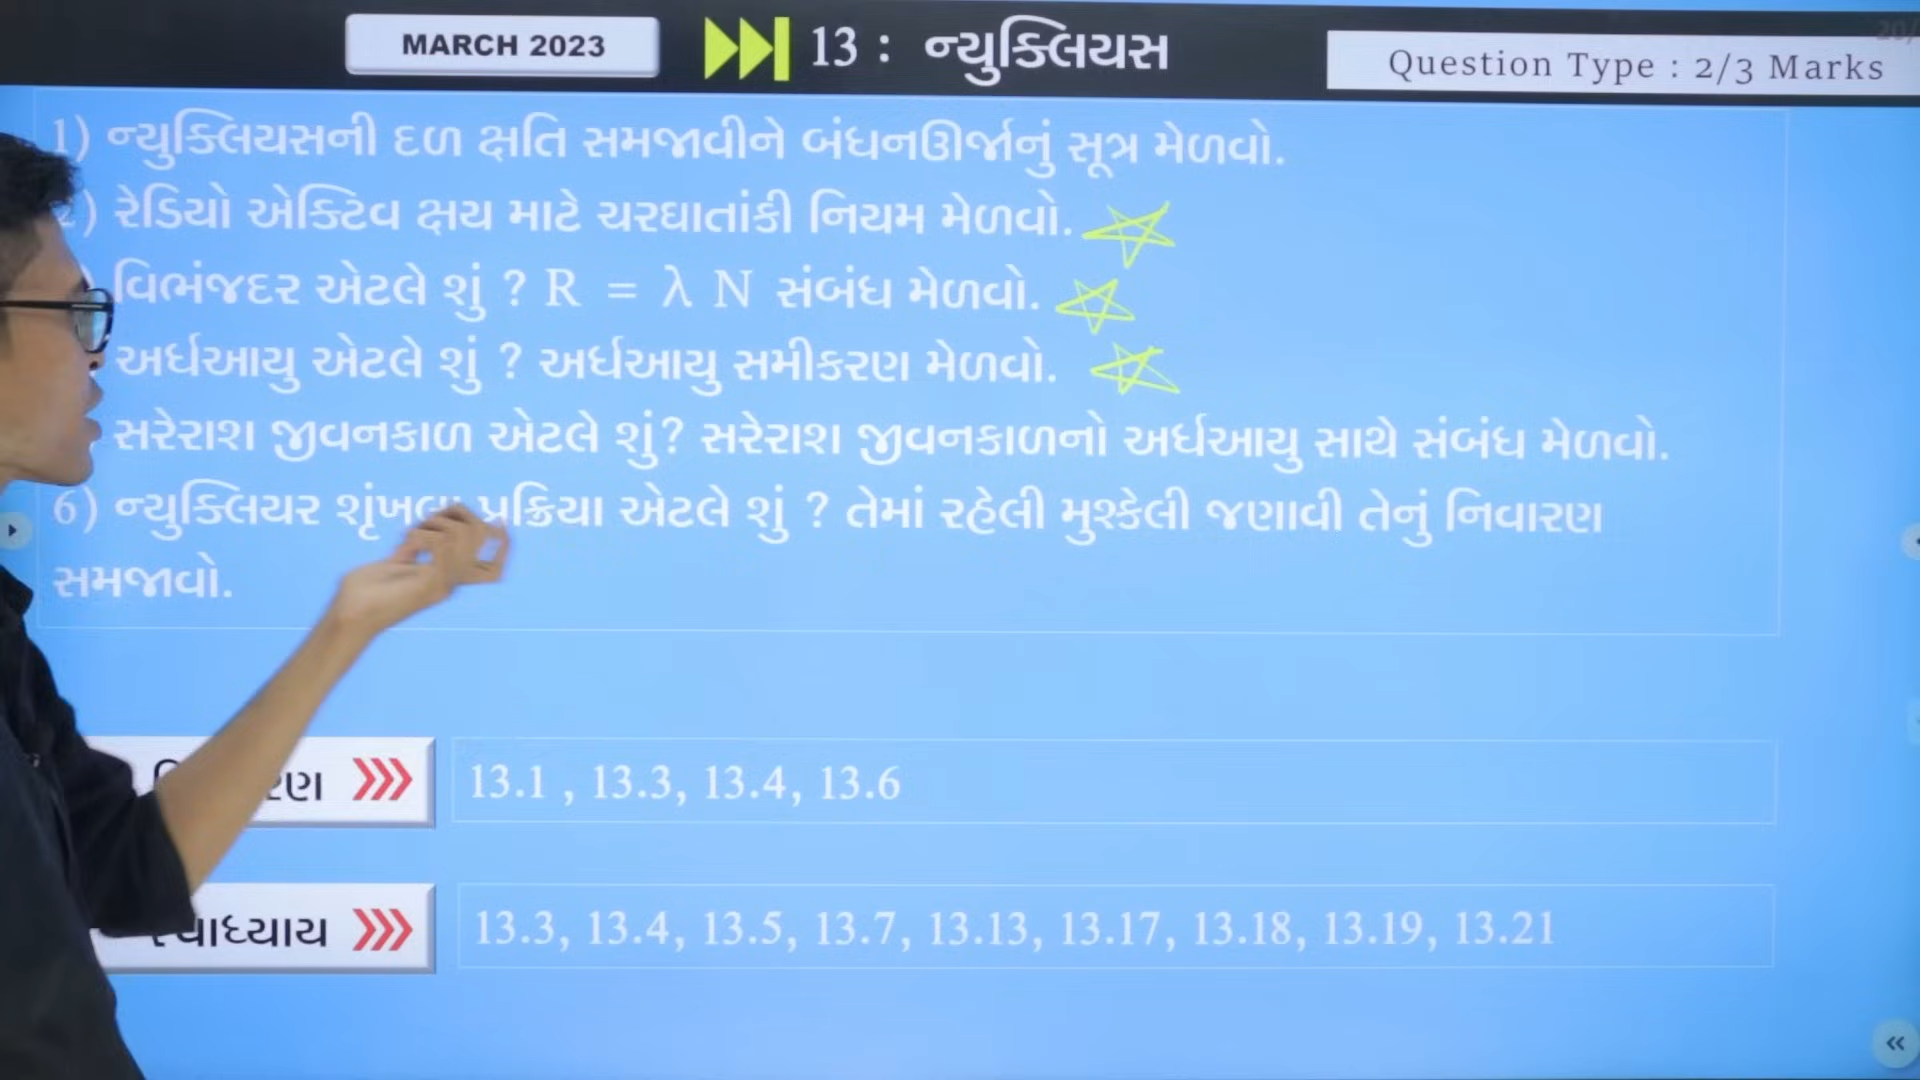 MARCH 2023
13 : ન્યુક્લિયસ
Question Type : 2/3 Marks
1) ન્યુક્લિયસની દળ ક્ષતિ સમજાવીને બંધનઊર્જાનું સૂત્ર મેળવો.
2) રેડિયો એક્ટિવ ક્ષય માટે ચરઘાતાંકી નિયમ મેળવો.
વિભંજદર એટલે શું ? R = λ N સંબંધ મેળવો.
અર્ધઆયુ એટલે શું ? અર્ધઆયુ સમીકરણ મેળવો.
સરેરાશ જીવનકાળ એટલે શું? સરેરાશ જીવનકાળનો અર્ધઆયુ સાથે સંબંધ મેળવો.
6) ન્યુક્લિયર શૃંખલા પ્રક્રિયા એટલે શું ? તેમાં રહેલી મુશ્કેલી જણાવી તેનું નિવારણ
સમજાવો.
13.1 , 13.3, 13.4, 13.6
13.3, 13.4, 13.5, 13.7, 13.13, 13.17, 13.18, 13.19, 13.21